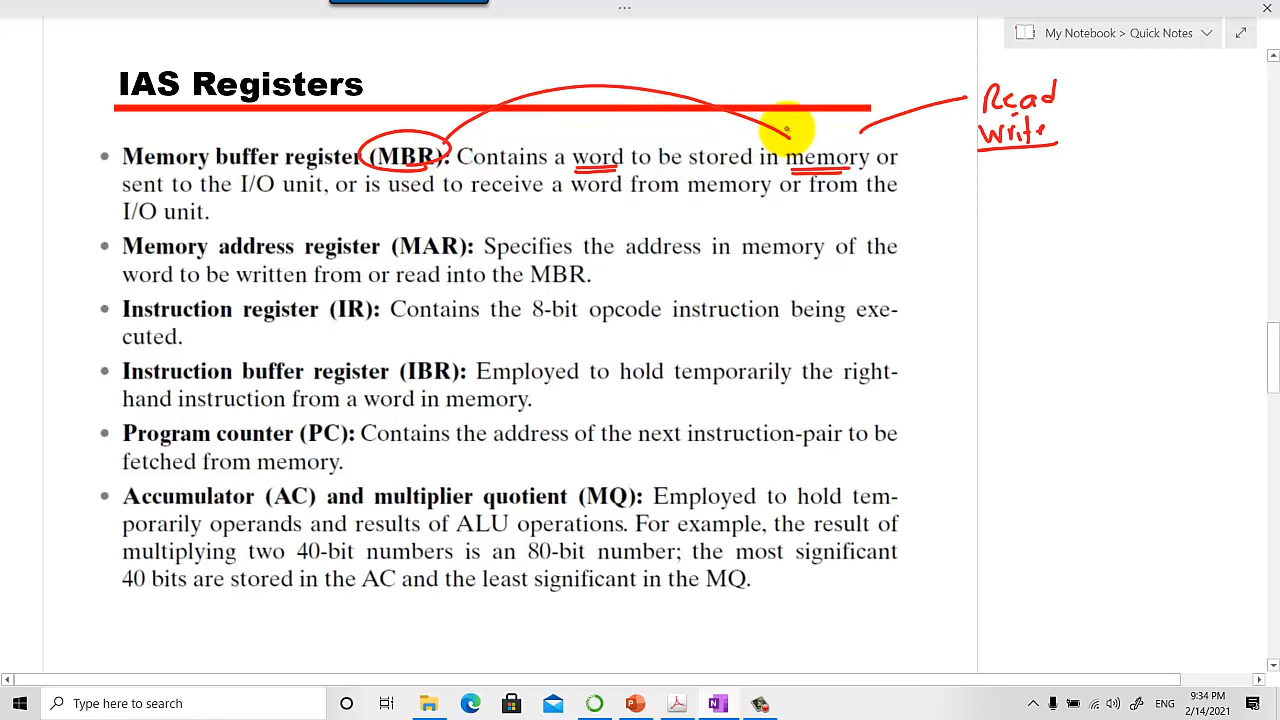 My Notebook > Quick Notes
IAS Registers
Read
Write
Memory buffer register (MBR): Contains a word to be stored in memory or
sent to the I/O unit, or is used to receive a word from memory or from the
I/O unit.
Memory address register (MAR): Specifies the address in memory of the
word to be written from or read into the MBR.
Instruction register (IR): Contains the 8-bit opcode instruction being exe-
cuted.
Instruction buffer register (IBR): Employed to hold temporarily the right-
hand instruction from a word in memory.
Program counter (PC): Contains the address of the next instruction-pair to be
fetched from memory.
Accumulator (AC) and multiplier quotient (MQ): Employed to hold tem-
porarily operands and results of ALU operations. For example, the result of
multiplying two 40-bit numbers is an 80-bit number; the most significant
40 bits are stored in the AC and the least significant in the MQ.
Type here to search
ENG
9:34 PM
2/14/2021